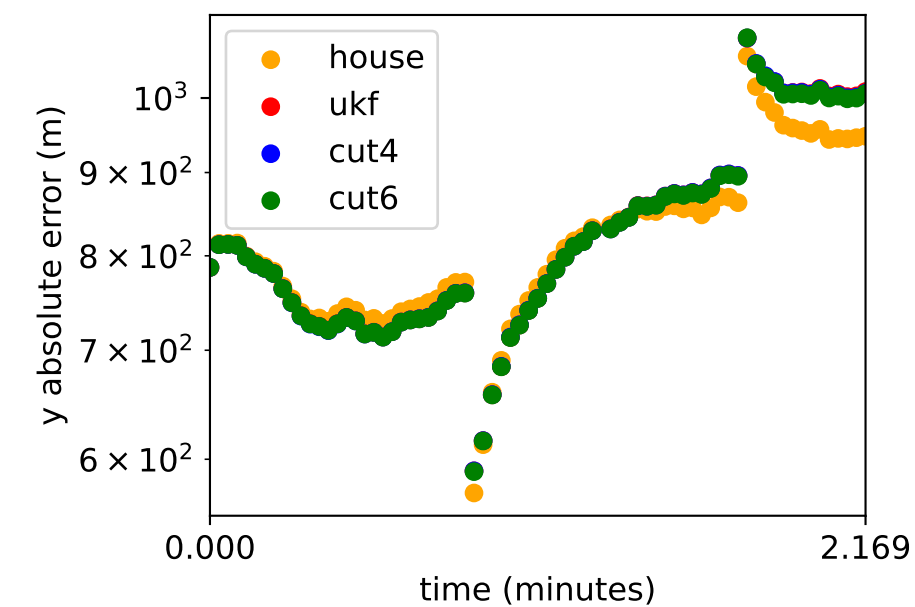 house
ukf
cut4
cut6
10³
9 × 10²
8 × 10²
7 × 10²
6 × 10²
y absolute error (m)
0.000
2.169
time (minutes)